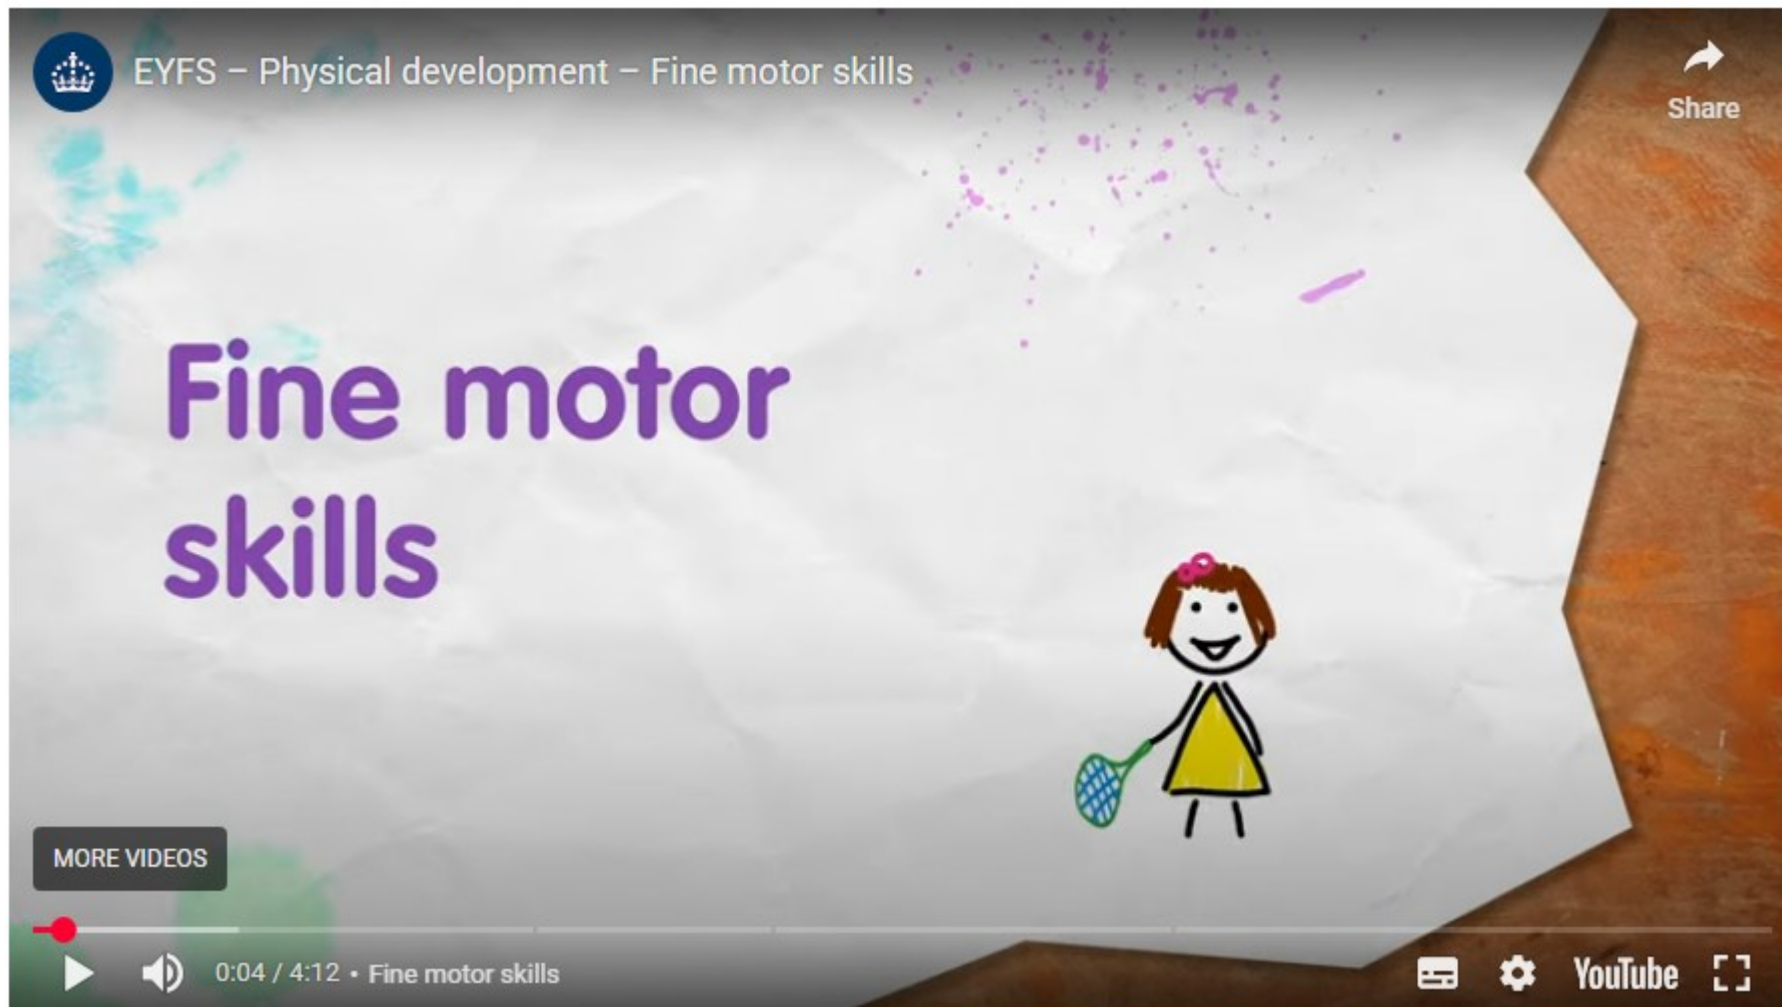 EYFS – Physical development – Fine motor skills
Share
Fine motor
skills
MORE VIDEOS
0:04 / 4:12 • Fine motor skills
YouTube